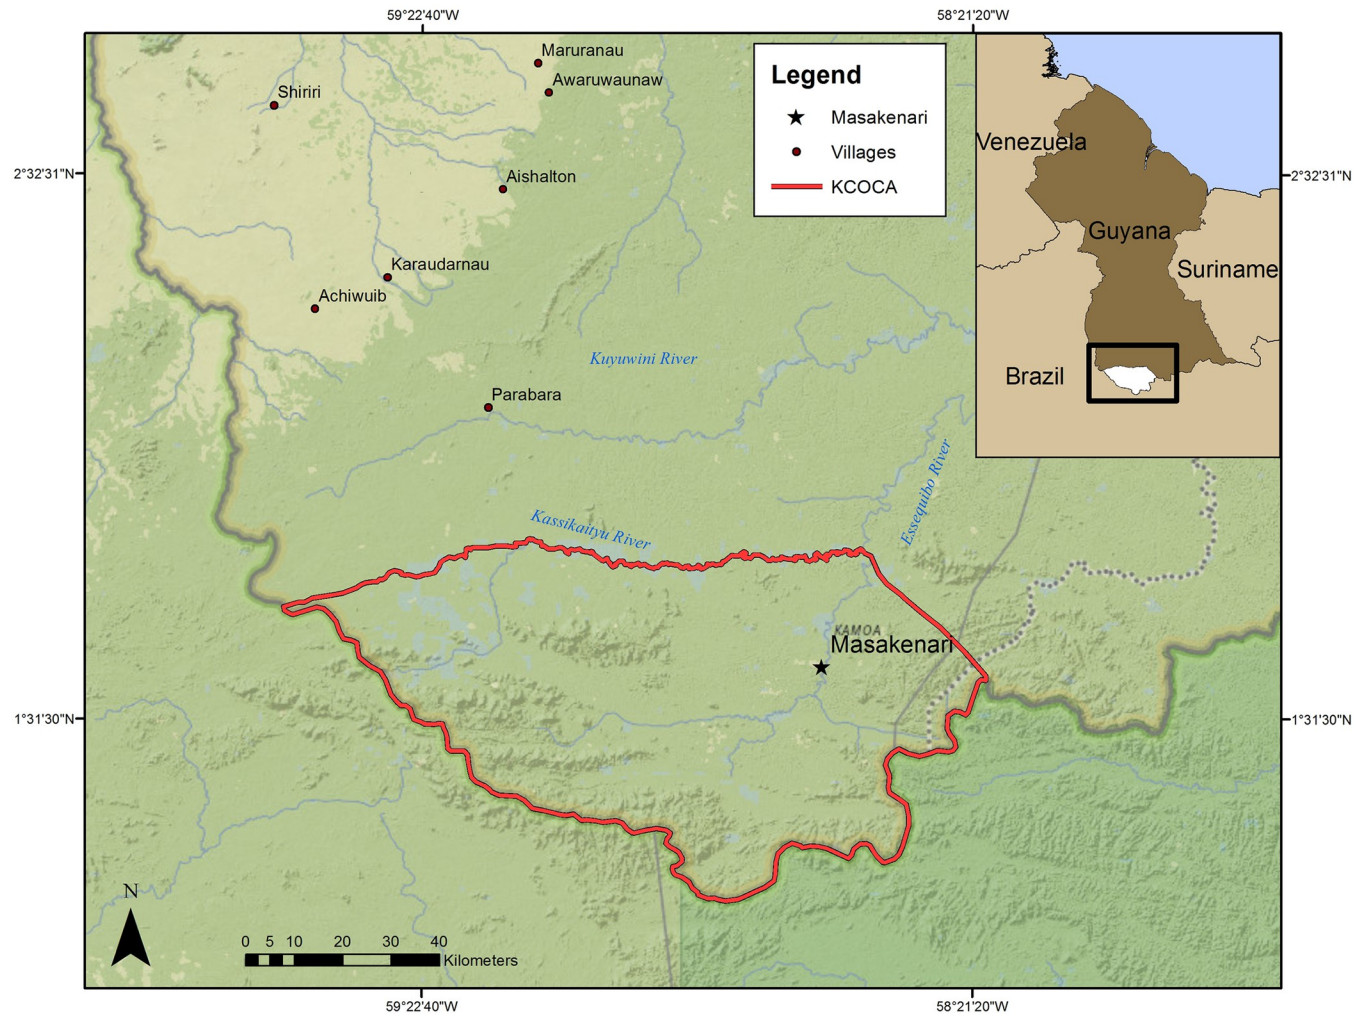 59°22'40"W
58°21'20"W
Maruranau
Awaruwaunaw
Shiriri
Aishalton
Karaudarnau
Achiwuib
Parabara
Kuyuwini River
Essequibo River
Kassikaityu River
KAMOA
Masakenari
Legend
Masakenari
Villages
KCOCA
Venezuela
Guyana
Suriname
Brazil
2°32'31"N
2°32'31"N
1°31'30"N
1°31'30"N
N
0 5 10 20 30 40
Kilometers
59°22'40"W
58°21'20"W